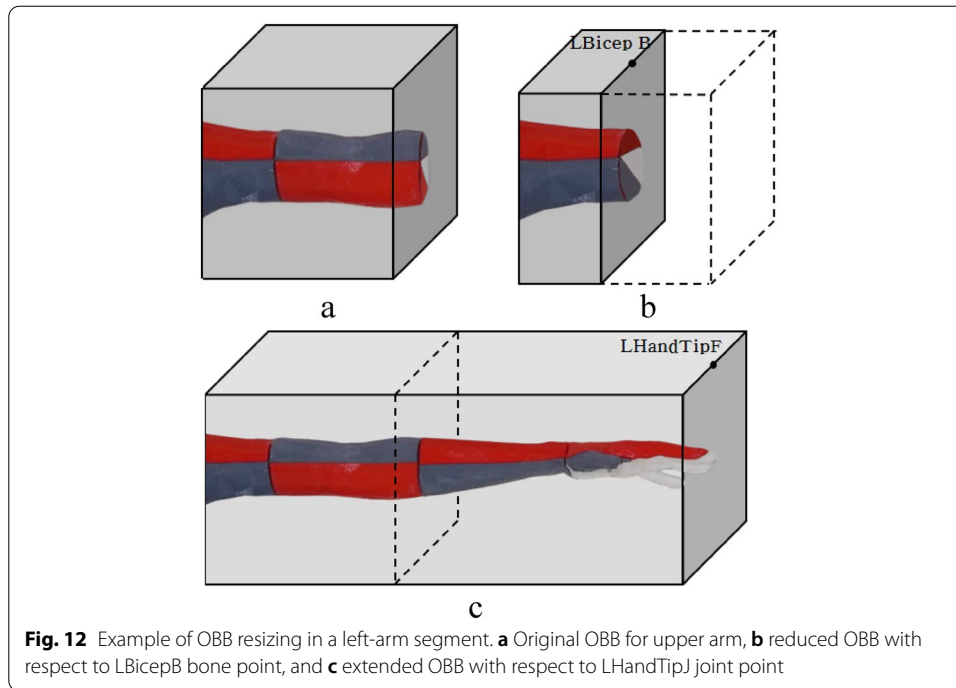 LBicep B
a
b
LHandTipF
c
Fig. 12 Example of OBB resizing in a left-arm segment. a Original OBB for upper arm, b reduced OBB with
respect to LBicepB bone point, and c extended OBB with respect to LHandTipJ joint point